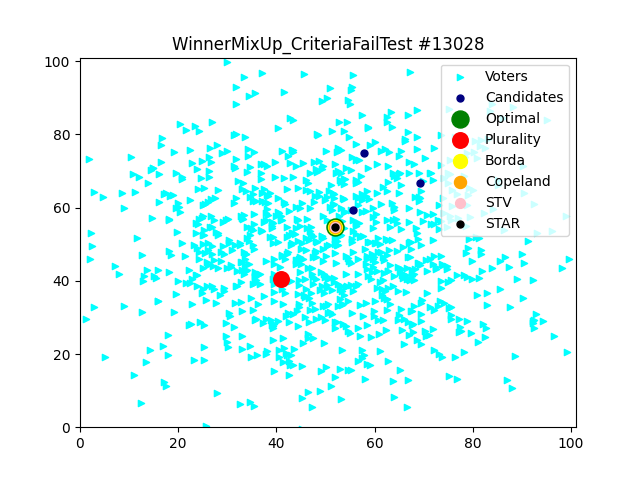 WinnerMixUp_CriteriaFailTest #13028
100
80
60
40
20
0
0
20
40
60
80
100
Voters
Candidates
Optimal
Plurality
Borda
Copeland
STV
STAR